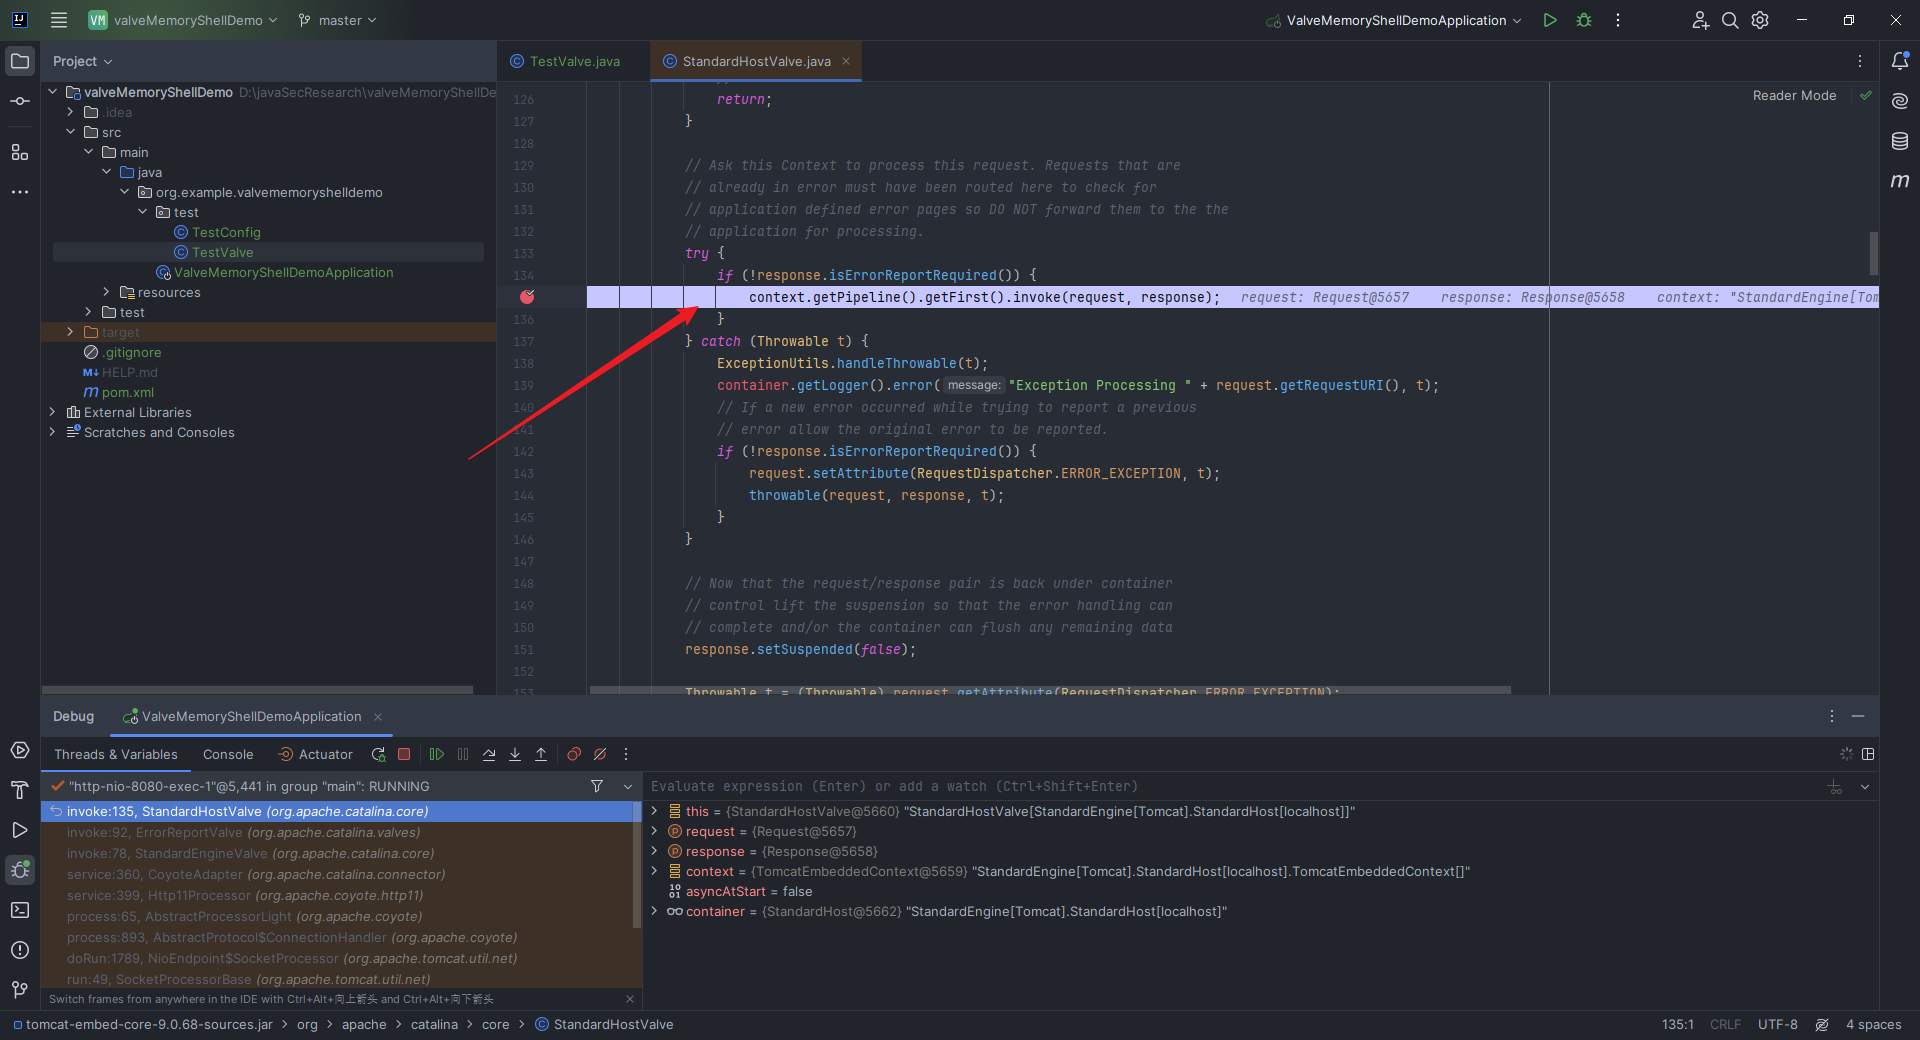 VM valveMemoryShellDemo master ValveMemoryShellDemoApplication
Project
valveMemoryShellDemo D:\javaSecResearch\valveMemoryShellDe
.idea
src
main
java
org.example.valvememoryshelldemo
test
TestConfig
TestValve
ValveMemoryShellDemoApplication
resources
test
target
.gitignore
M↓ HELP.md
m pom.xml
External Libraries
Scratches and Consoles
TestValve.java StandardHostValve.java
Reader Mode
126 return;
127 }
128
129 // Ask this Context to process this request. Requests that are
130 // already in error must have been routed here to check for
131 // application defined error pages so DO NOT forward them to the the
132 // application for processing.
133 try {
134 if (!response.isErrorReportRequired()) {
context.getPipeline().getFirst().invoke(request, response); request: Request@5657 response: Response@5658 context: "StandardEngine[Tom
136 }
137 } catch (Throwable t) {
138 ExceptionUtils.handleThrowable(t);
139 container.getLogger().error( message: "Exception Processing " + request.getRequestURI(), t);
140 // If a new error occurred while trying to report a previous
141 // error allow the original error to be reported.
142 if (!response.isErrorReportRequired()) {
143 request.setAttribute(RequestDispatcher.ERROR_EXCEPTION, t);
144 throwable(request, response, t);
145 }
146 }
147
148 // Now that the request/response pair is back under container
149 // control lift the suspension so that the error handling can
150 // complete and/or the container can flush any remaining data
151 response.setSuspended(false);
152
153 Throwable t = (Throwable) request.getAttribute(RequestDispatcher.ERROR_EXCEPTION);
Debug ValveMemoryShellDemoApplication
Threads & Variables Console Actuator
"http-nio-8080-exec-1"@5,441 in group "main": RUNNING
invoke:135, StandardHostValve (org.apache.catalina.core)
invoke:92, ErrorReportValve (org.apache.catalina.valves)
invoke:78, StandardEngineValve (org.apache.catalina.core)
service:360, CoyoteAdapter (org.apache.catalina.connector)
service:399, Http11Processor (org.apache.coyote.http11)
process:65, AbstractProcessorLight (org.apache.coyote)
process:893, AbstractProtocol$ConnectionHandler (org.apache.coyote)
doRun:1789, NioEndpoint$SocketProcessor (org.apache.tomcat.util.net)
run:49, SocketProcessorBase (org.apache.tomcat.util.net)
Switch frames from anywhere in the IDE with Ctrl+Alt+向上箭头 and Ctrl+Alt+向下箭头
Evaluate expression (Enter) or add a watch (Ctrl+Shift+Enter)
this = {StandardHostValve@5660} "StandardHostValve[StandardEngine[Tomcat].StandardHost[localhost]]"
request = {Request@5657}
response = {Response@5658}
context = {TomcatEmbeddedContext@5659} "StandardEngine[Tomcat].StandardHost[localhost].TomcatEmbeddedContext[]"
asyncAtStart = false
container = {StandardHost@5662} "StandardEngine[Tomcat].StandardHost[localhost]"
tomcat-embed-core-9.0.68-sources.jar > org > apache > catalina > core > StandardHostValve 135:1 CRLF UTF-8 4 spaces